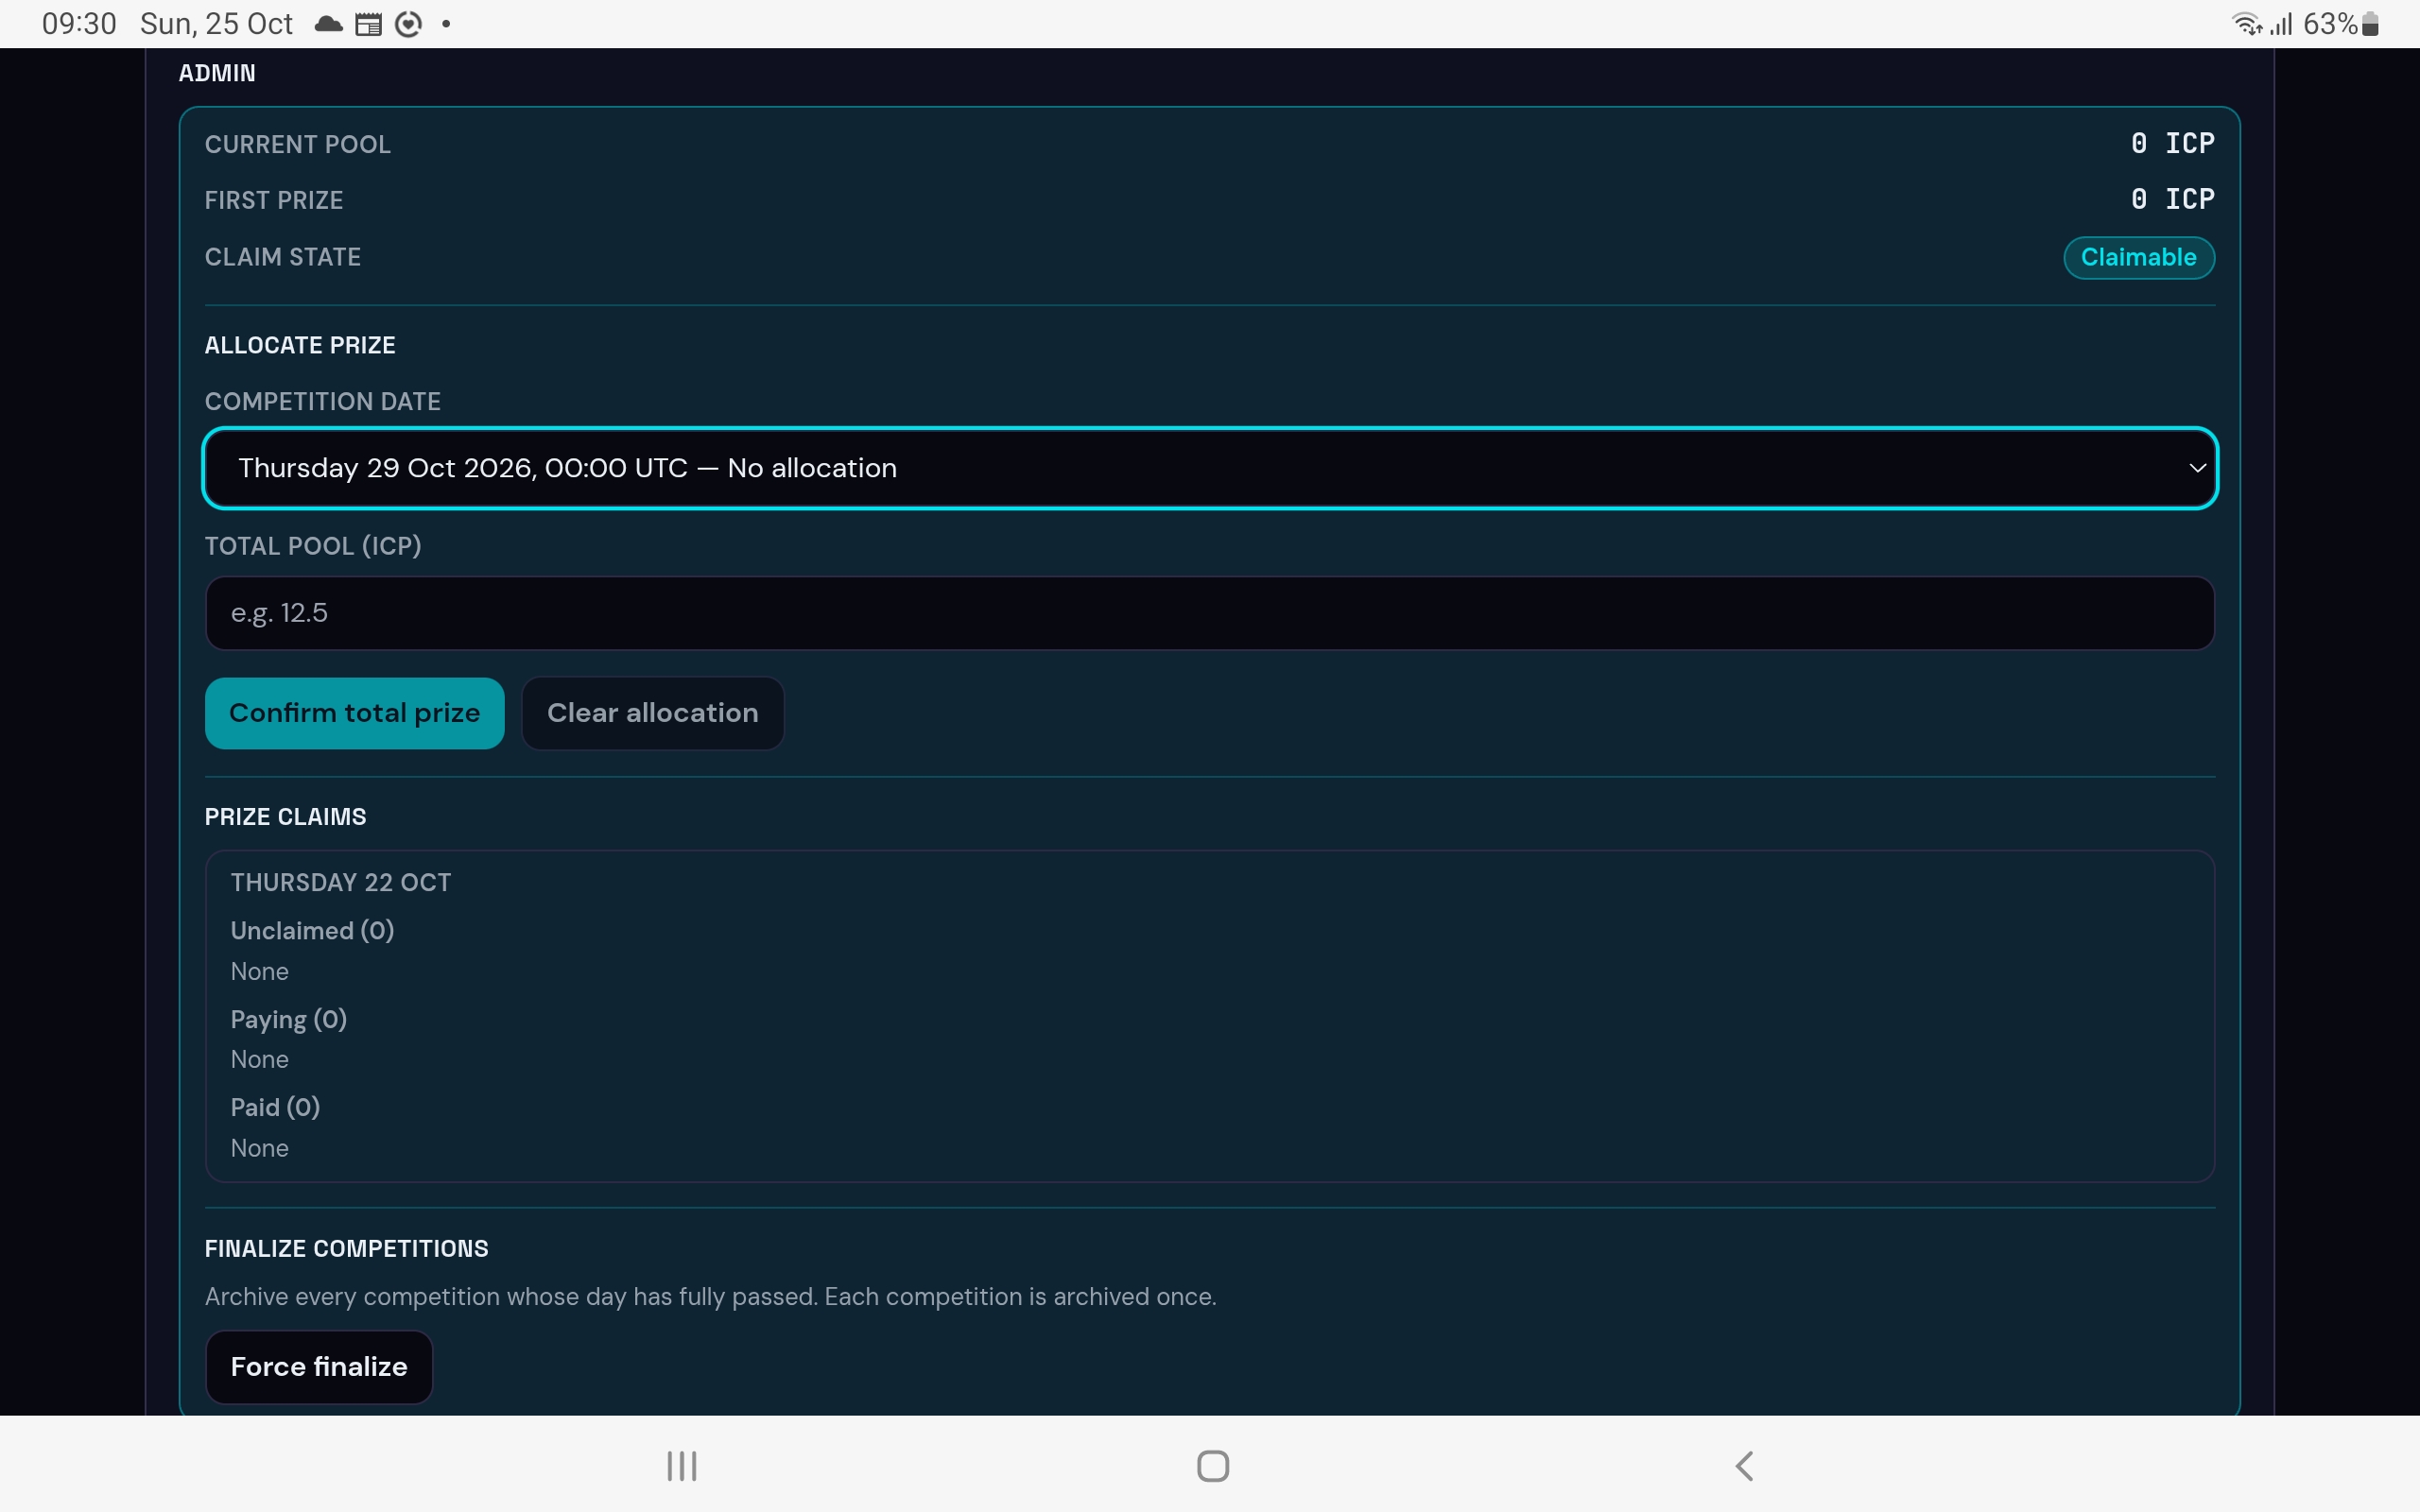 09:30 Sun, 25 Oct 63%
ADMIN
CURRENT POOL 0 ICP
FIRST PRIZE 0 ICP
CLAIM STATE Claimable
ALLOCATE PRIZE
COMPETITION DATE
Thursday 29 Oct 2026, 00:00 UTC — No allocation
TOTAL POOL (ICP)
e.g. 12.5
Confirm total prize Clear allocation
PRIZE CLAIMS
THURSDAY 22 OCT
Unclaimed (0)
None
Paying (0)
None
Paid (0)
None
FINALIZE COMPETITIONS
Archive every competition whose day has fully passed. Each competition is archived once.
Force finalize